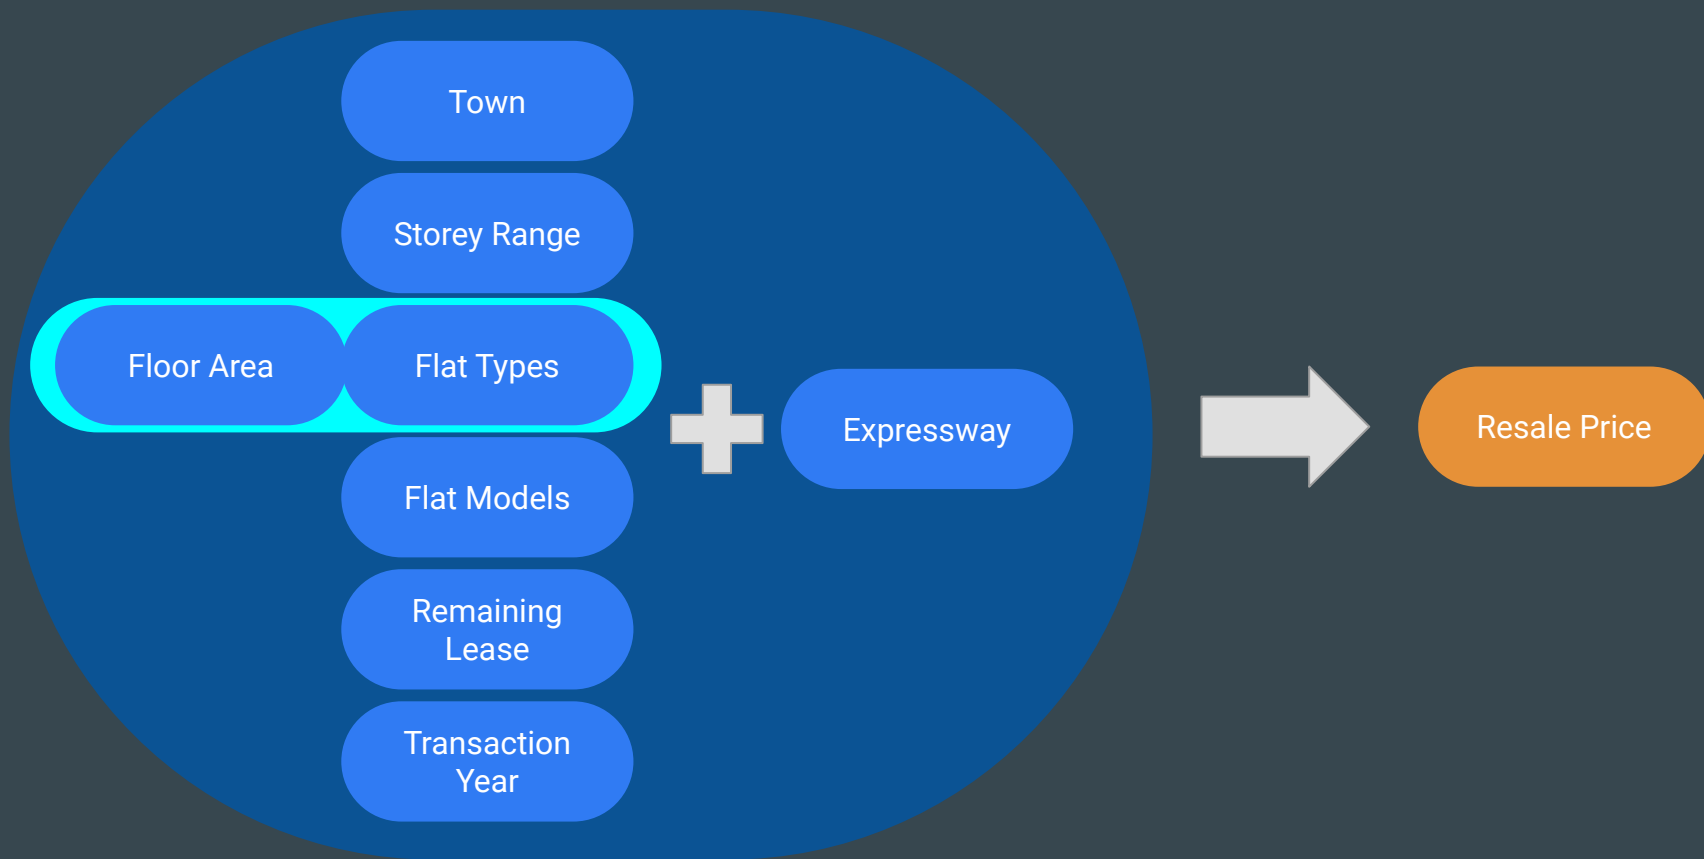 Town
Storey Range
Floor Area
Flat Types
Flat Models
Remaining
Lease
Transaction
Year
Expressway
Resale Price